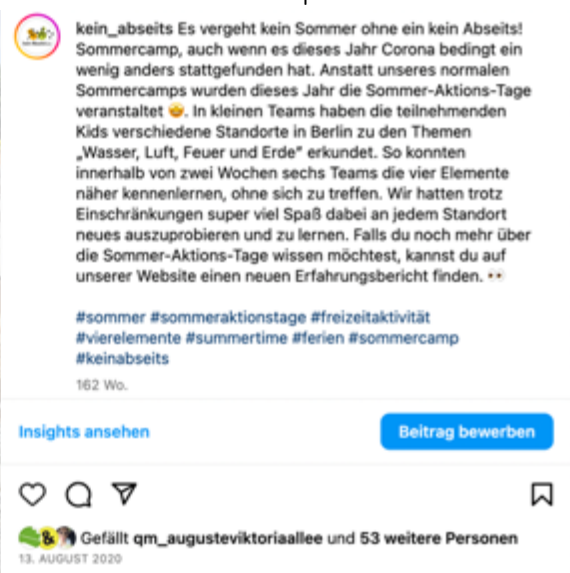 kein_abseits Es vergeht kein Sommer ohne ein kein Abseits!
Sommercamp, auch wenn es dieses Jahr Corona bedingt ein
wenig anders stattgefunden hat. Anstatt unseres normalen
Sommercamps wurden dieses Jahr die Sommer-Aktions-Tage
veranstaltet 🤩. In kleinen Teams haben die teilnehmenden
Kids verschiedene Standorte in Berlin zu den Themen
„Wasser, Luft, Feuer und Erde“ erkundet. So konnten
innerhalb von zwei Wochen sechs Teams die vier Elemente
näher kennenlernen, ohne sich zu treffen. Wir hatten trotz
Einschränkungen super viel Spaß dabei an jedem Standort
neues auszuprobieren und zu lernen. Falls du noch mehr über
die Sommer-Aktions-Tage wissen möchtest, kannst du auf
unserer Website einen neuen Erfahrungsbericht finden. 👀
#sommer #sommeraktionstage #freizeitaktivität
#vierelemente #summertime #ferien #sommercamp
#keinabseits
162 Wo.
Insights ansehen Beitrag bewerben
Gefällt qm_augusteviktoriaallee und 53 weitere Personen
13. AUGUST 2020